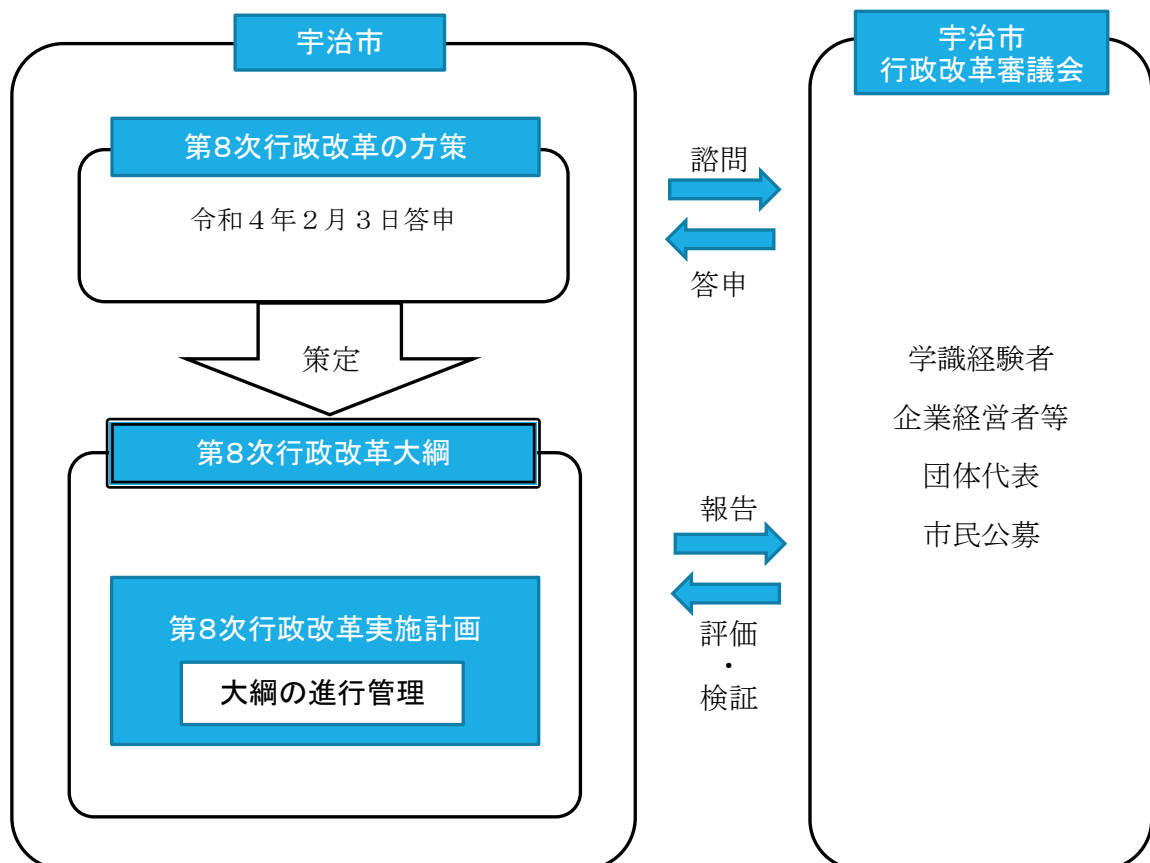 宇治市
第8次行政改革の方策
令和４年２月３日答申
策定
第8次行政改革大綱
第8次行政改革実施計画
大綱の進行管理
諮問
答申
報告
評価
・
検証
宇治市
行政改革審議会
学識経験者
企業経営者等
団体代表
市民公募